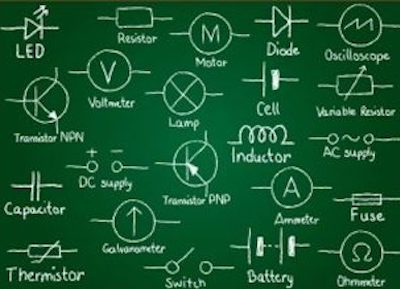 LED
Resistor
M
Motor
Diode
Oscilloscope
V
Voltmeter
Lamp
Cell
Variable Resistor
Transistor NPN
Inductor
AC supply
+ -
DC supply
Transistor PNP
Capacitor
A
Ammeter
Fuse
Galvanometer
Thermistor
Switch
Battery
Ω
Ohmmeter